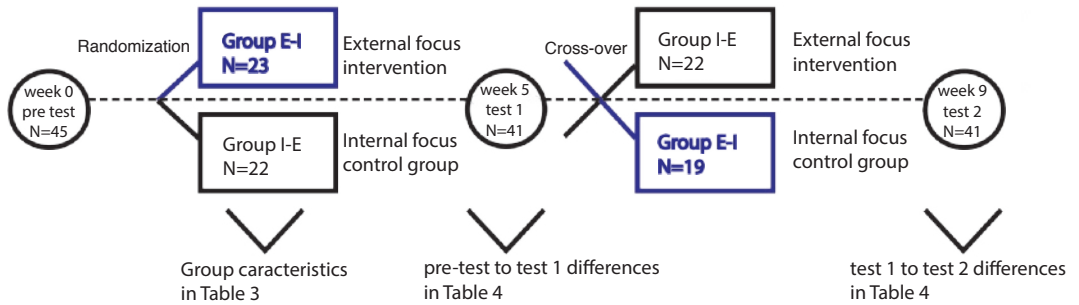 Randomization
Group E-I
N=23
External focus
intervention
Cross-over
Group I-E
N=22
External focus
intervention
week 0
pre test
N=45
week 5
test 1
N=41
week 9
test 2
N=41
Group I-E
N=22
Internal focus
control group
Group E-I
N=19
Internal focus
control group
Group caracteristics
in Table 3
pre-test to test 1 differences
in Table 4
test 1 to test 2 differences
in Table 4